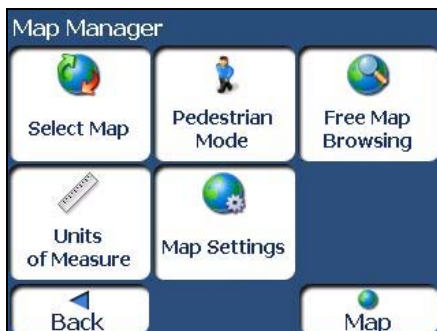 Map Manager
Select Map
Pedestrian
Mode
Free Map
Browsing
Units
of Measure
Map Settings
Back
Map